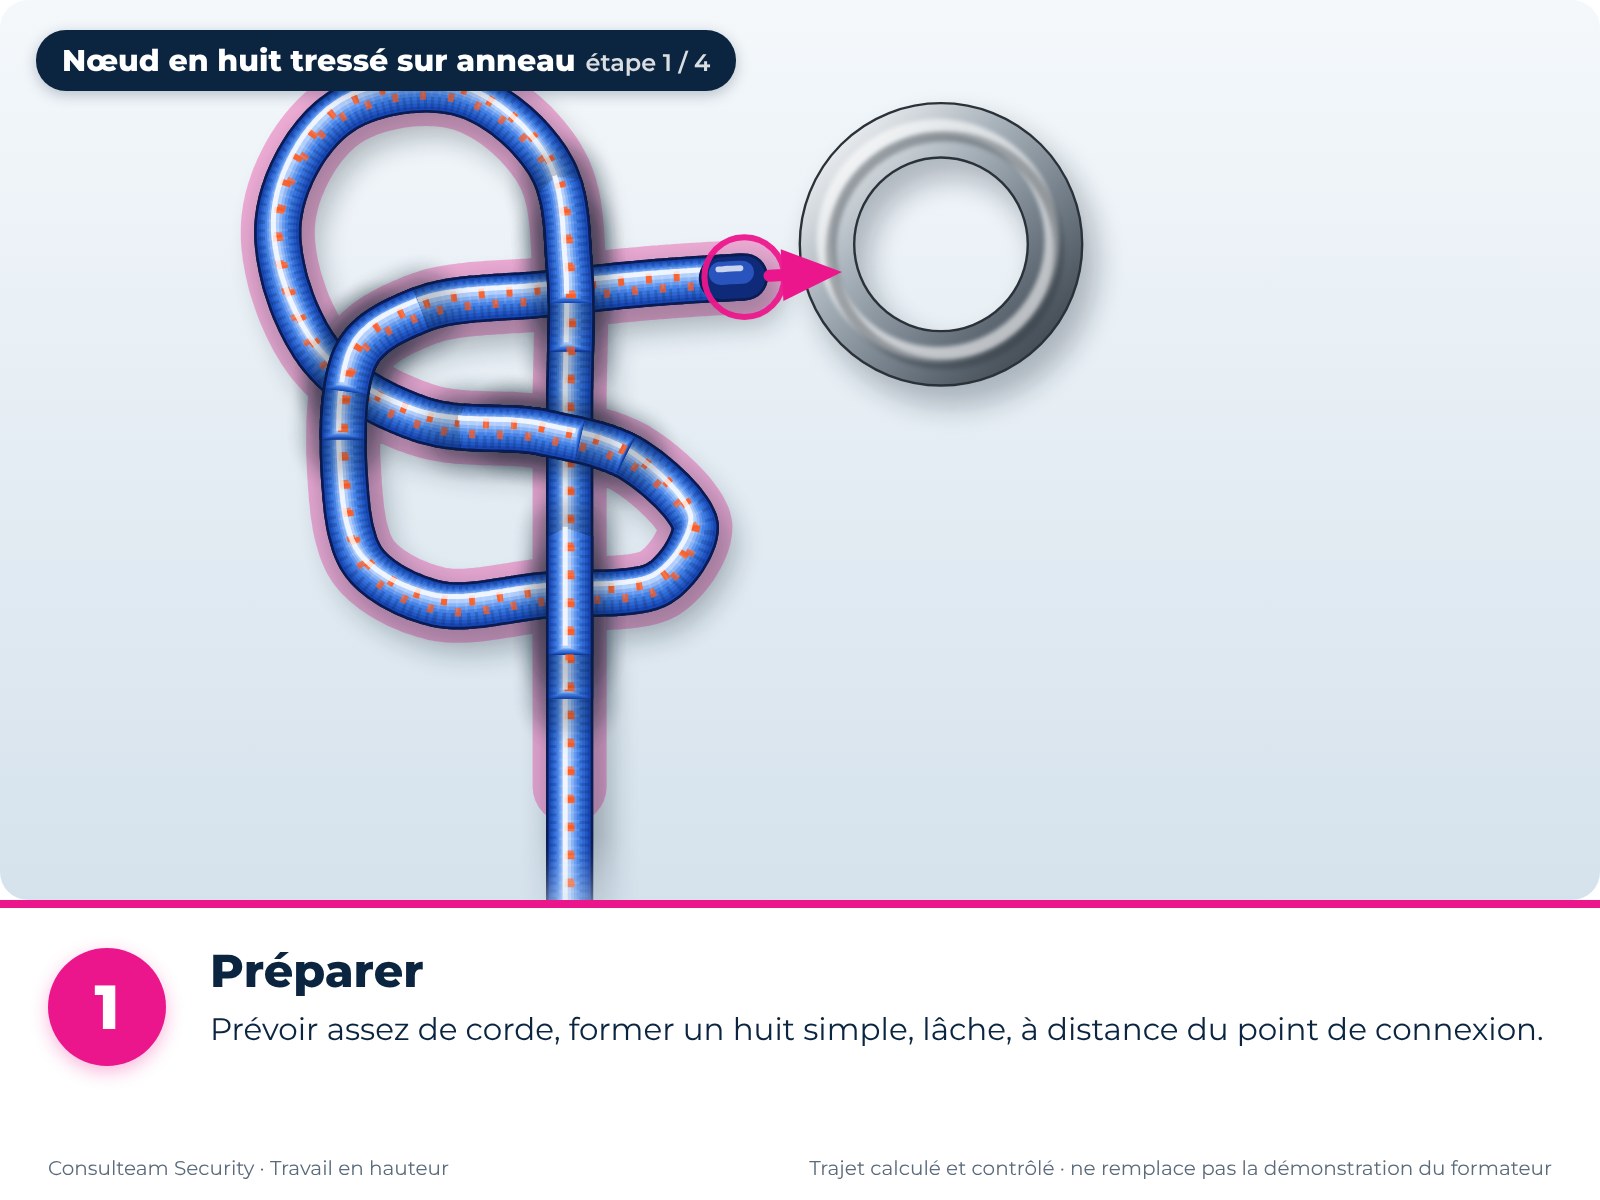 Nœud en huit tressé sur anneau étape 1 / 4
1
Préparer
Prévoir assez de corde, former un huit simple, lâche, à distance du point de connexion.
Consulteam Security · Travail en hauteur
Trajet calculé et contrôlé · ne remplace pas la démonstration du formateur